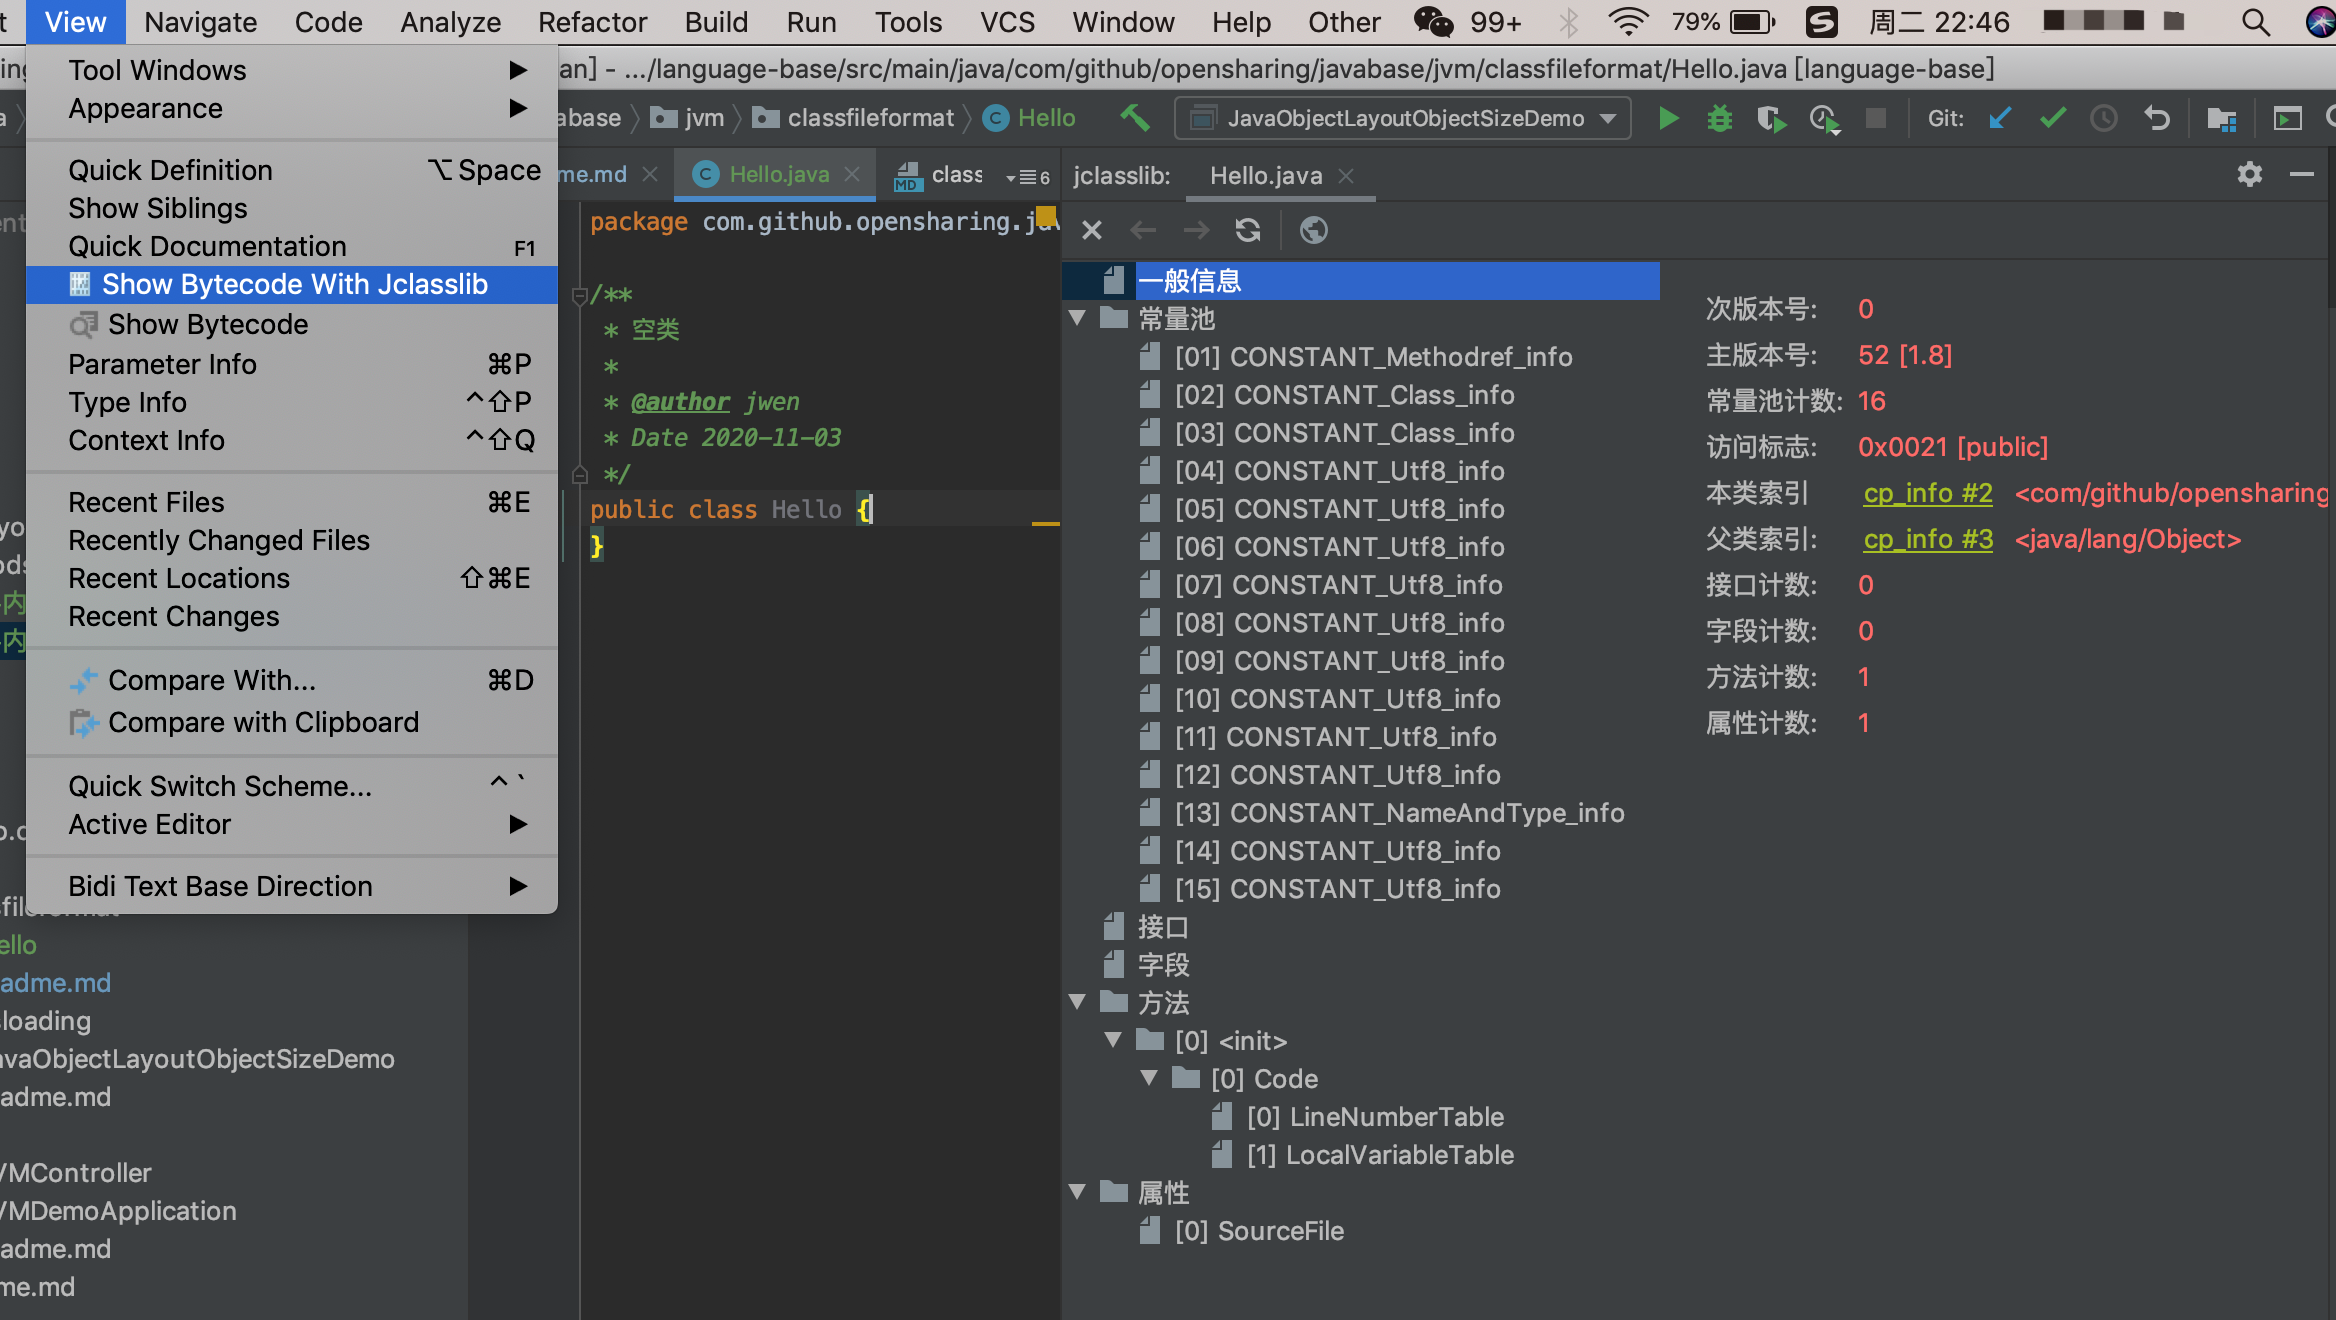 View Navigate Code Analyze Refactor Build Run Tools VCS Window Help Other 99+ 79% 周二 22:46
an] - .../language-base/src/main/java/com/github/opensharing/javabase/jvm/classfileformat/Hello.java [language-base]
abase jvm classfileformat Hello JavaObjectLayoutObjectSizeDemo Git:
Tool Windows
Appearance
Quick Definition ⌥Space
Show Siblings
Quick Documentation F1
Show Bytecode With Jclasslib
Show Bytecode
Parameter Info ⌘P
Type Info ^⇧P
Context Info ^⇧Q
Recent Files ⌘E
Recently Changed Files
Recent Locations ⇧⌘E
Recent Changes
Compare With... ⌘D
Compare with Clipboard
Quick Switch Scheme... ^`
Active Editor
Bidi Text Base Direction
ello
adme.md
loading
avaObjectLayoutObjectSizeDemo
adme.md
VMController
VMDemoApplication
adme.md
me.md
me.md Hello.java class 6
package com.github.opensharing.jav
/**
* 空类
*
* @author jwen
* Date 2020-11-03
*/
public class Hello {
}
jclasslib: Hello.java
一般信息
常量池
[01] CONSTANT_Methodref_info
[02] CONSTANT_Class_info
[03] CONSTANT_Class_info
[04] CONSTANT_Utf8_info
[05] CONSTANT_Utf8_info
[06] CONSTANT_Utf8_info
[07] CONSTANT_Utf8_info
[08] CONSTANT_Utf8_info
[09] CONSTANT_Utf8_info
[10] CONSTANT_Utf8_info
[11] CONSTANT_Utf8_info
[12] CONSTANT_Utf8_info
[13] CONSTANT_NameAndType_info
[14] CONSTANT_Utf8_info
[15] CONSTANT_Utf8_info
接口
字段
方法
[0] <init>
[0] Code
[0] LineNumberTable
[1] LocalVariableTable
属性
[0] SourceFile
次版本号: 0
主版本号: 52 [1.8]
常量池计数: 16
访问标志: 0x0021 [public]
本类索引 cp_info #2 <com/github/opensharing
父类索引: cp_info #3 <java/lang/Object>
接口计数: 0
字段计数: 0
方法计数: 1
属性计数: 1